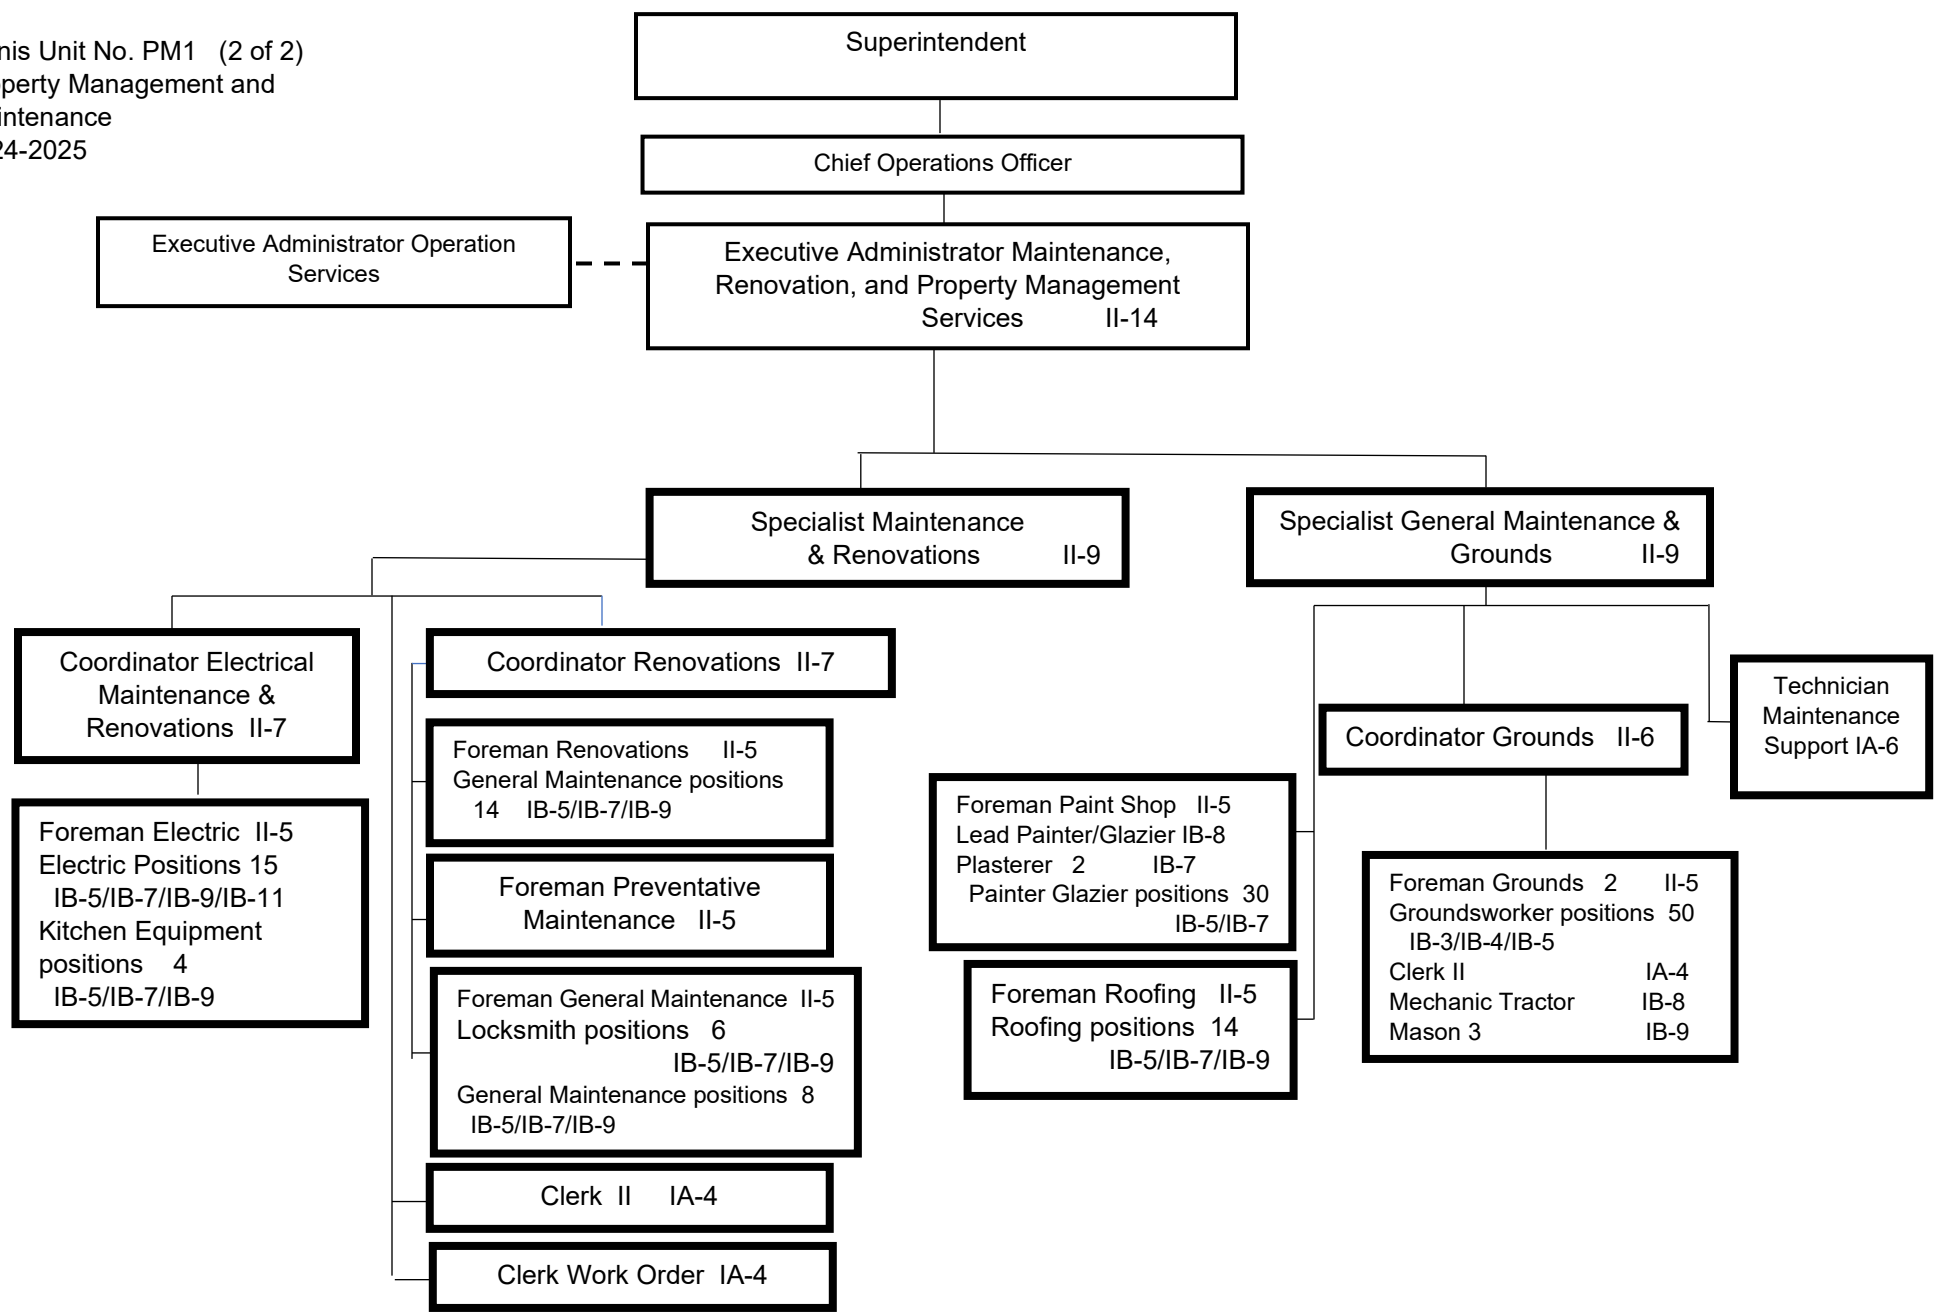 Unit No. PM1 (2 of 2)
Management and
24-2025
Superintendent
Chief Operations Officer
Executive Administrator Operation
Services
Executive Administrator Maintenance,
Renovation, and Property Management
Services II-14
Specialist Maintenance
& Renovations II-9
Specialist General Maintenance &
Grounds II-9
Coordinator Electrical
Maintenance &
Renovations II-7
Foreman Electric II-5
Electric Positions 15
IB-5/IB-7/IB-9/IB-11
Kitchen Equipment
positions 4
IB-5/IB-7/IB-9
Coordinator Renovations II-7
Foreman Renovations II-5
General Maintenance positions
14 IB-5/IB-7/IB-9
Foreman Preventative
Maintenance II-5
Foreman General Maintenance II-5
Locksmith positions 6
IB-5/IB-7/IB-9
General Maintenance positions 8
IB-5/IB-7/IB-9
Clerk II IA-4
Clerk Work Order IA-4
Foreman Paint Shop II-5
Lead Painter/Glazier IB-8
Plasterer 2 IB-7
Painter Glazier positions 30
IB-5/IB-7
Foreman Roofing II-5
Roofing positions 14
IB-5/IB-7/IB-9
Coordinator Grounds II-6
Foreman Grounds 2 II-5
Groundsworker positions 50
IB-3/IB-4/IB-5
Clerk II IA-4
Mechanic Tractor IB-8
Mason 3 IB-9
Technician
Maintenance
Support IA-6